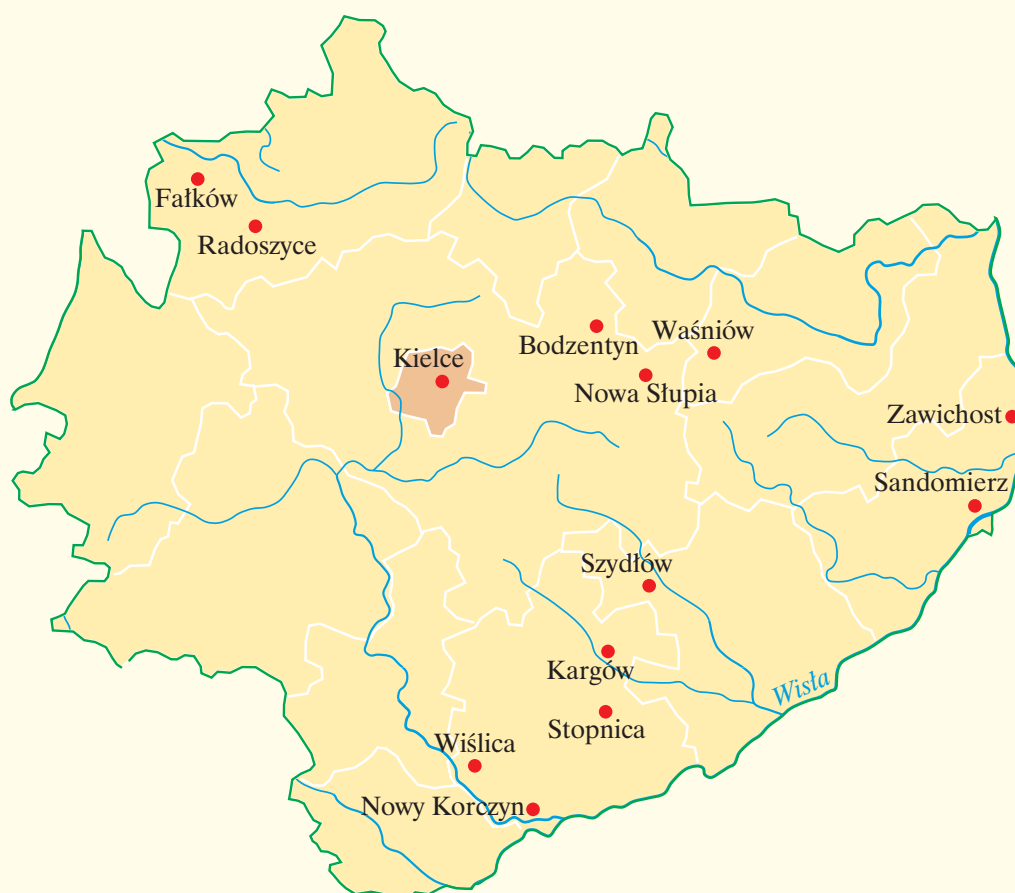 Fałków
Radoszyce
Bodzentyn
Waśniów
Kielce
Nowa Słupia
Zawichost
Sandomierz
Szydłów
Kargów
Wisła
Stopnica
Wiślica
Nowy Korczyn